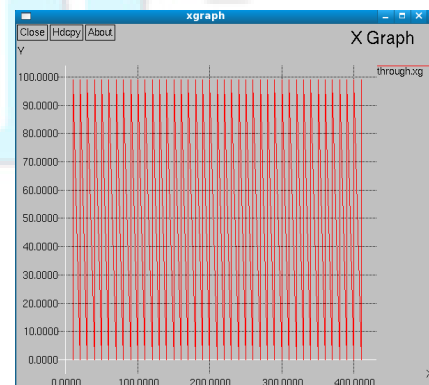 xgraph
Close Hdcpy About
X Graph
Y
through.xg
100.0000
90.0000
80.0000
70.0000
60.0000
50.0000
40.0000
30.0000
20.0000
10.0000
0.0000
0.0000 100.0000 200.0000 300.0000 400.0000
X